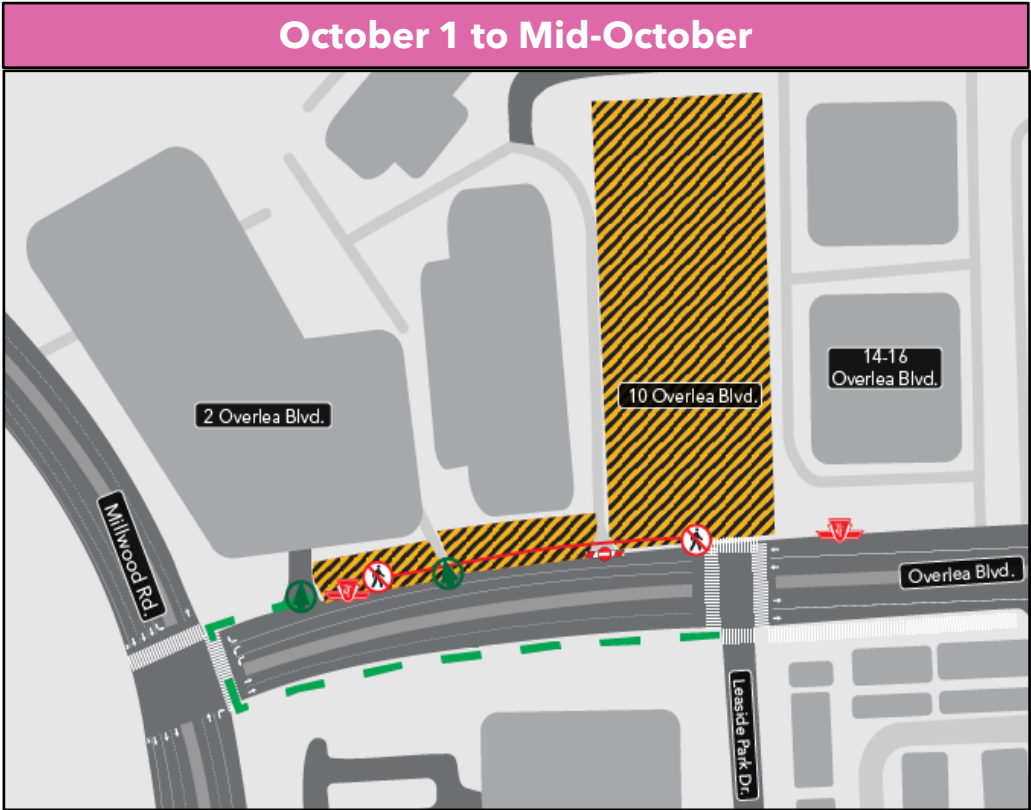 October 1 to Mid-October
14-16
Overlea Blvd.
10 Overlea Blvd.
2 Overlea Blvd.
Millwood Rd.
Overlea Blvd.
Leaside Park Dr.